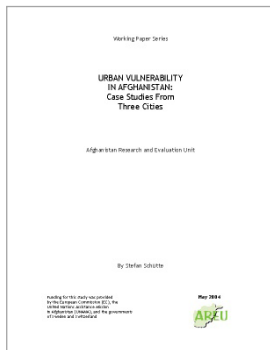 Working Paper Series
URBAN VULNERABILITY
IN AFGHANISTAN:
Case Studies From
Three Cities
Afghanistan Research and Evaluation Unit
By Stefan Schütte
Funding for this study was provided
by the European Commission (EC), the
United Nations Assistance Mission
in Afghanistan (UNAMA), and the governments
of Sweden and Switzerland
May 2004
AREU